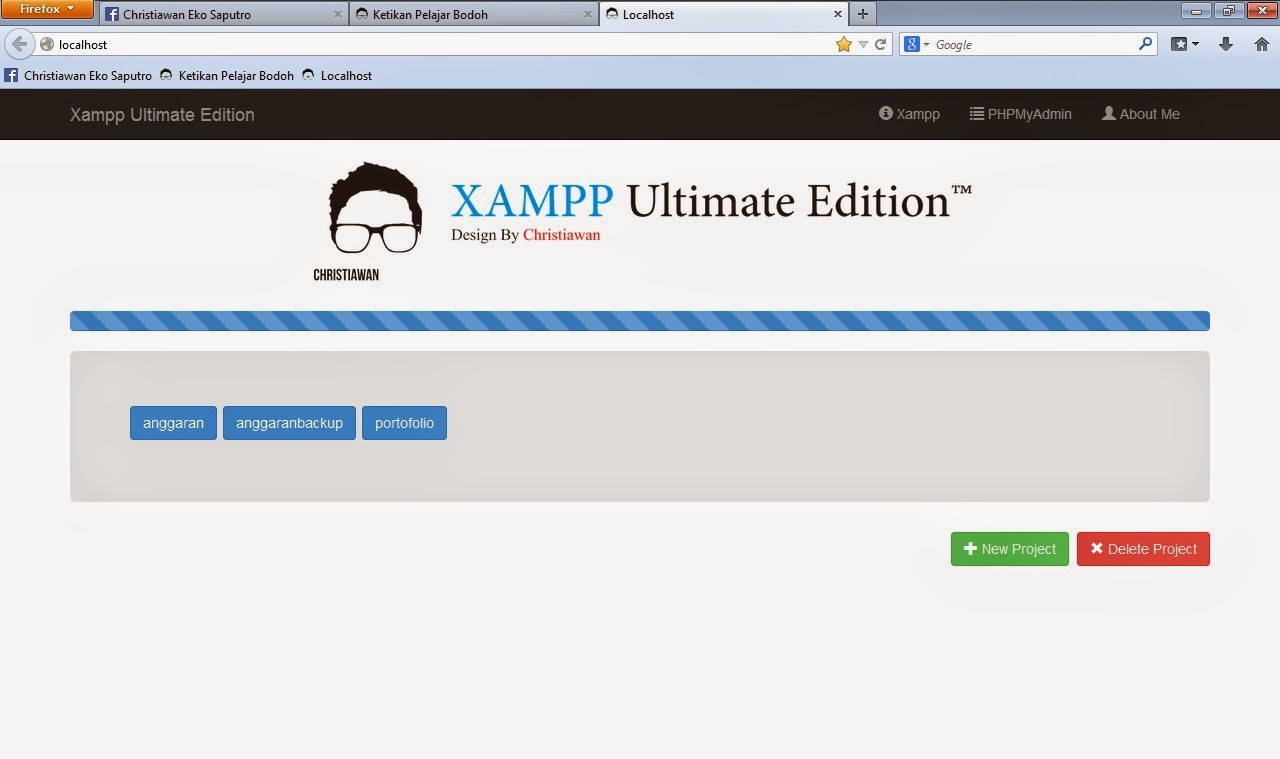 Firefox
Christiawan Eko Saputro
Ketikan Pelajar Bodoh
Localhost
localhost
Google
Christiawan Eko Saputro Ketikan Pelajar Bodoh Localhost
Xampp Ultimate Edition
Xampp
PHPMyAdmin
About Me
XAMPP Ultimate Edition™
Design By Christiawan
CHRISTIAWAN
anggaran
anggaranbackup
portofolio
New Project
Delete Project